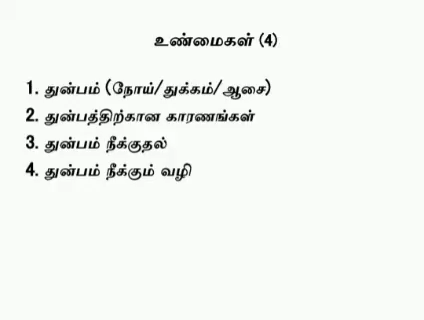 உண்மைகள் (4)
1. துன்பம் (நோய்/துக்கம்/ஆசை)
2. துன்பத்திற்கான காரணங்கள்
3. துன்பம் நீக்குதல்
4. துன்பம் நீக்கும் வழி